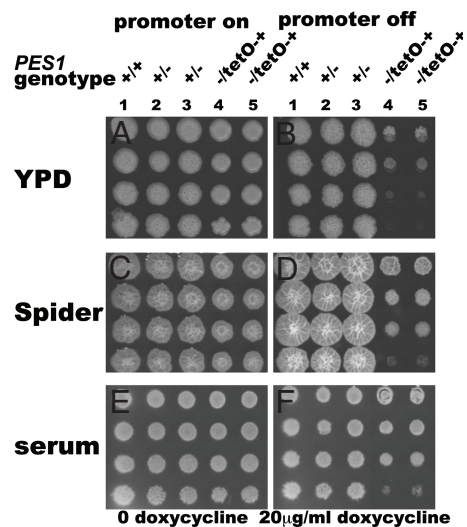 promoter on promoter off
PES1
genotype +/+ +/- +/- -/tetO-+ -/tetO-+ +/+ +/- +/- -/tetO-+ -/tetO-+
1 2 3 4 5 1 2 3 4 5
A B
YPD
C D
Spider
E F
serum
0 doxycycline 20µg/ml doxycycline